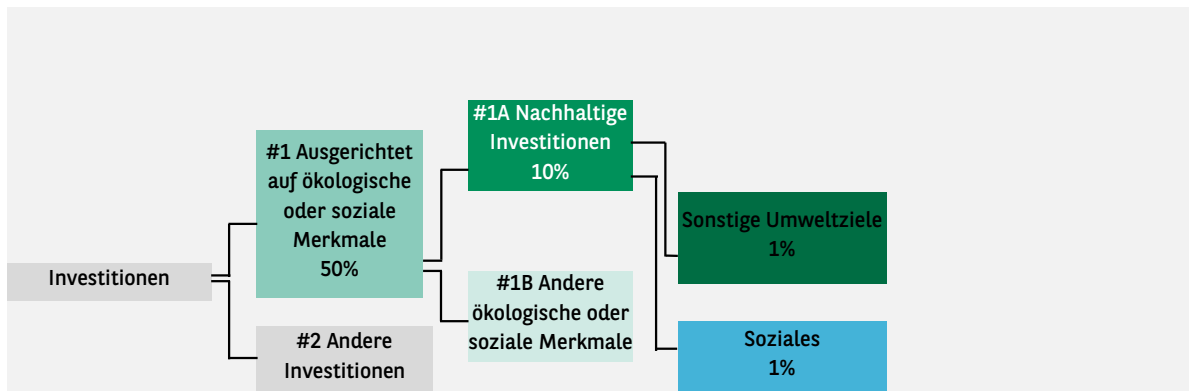 Investitionen
#1 Ausgerichtet
auf ökologische
oder soziale
Merkmale
50%
#2 Andere
Investitionen
#1A Nachhaltige
Investitionen
10%
#1B Andere
ökologische oder
soziale Merkmale
Sonstige Umweltziele
1%
Soziales
1%